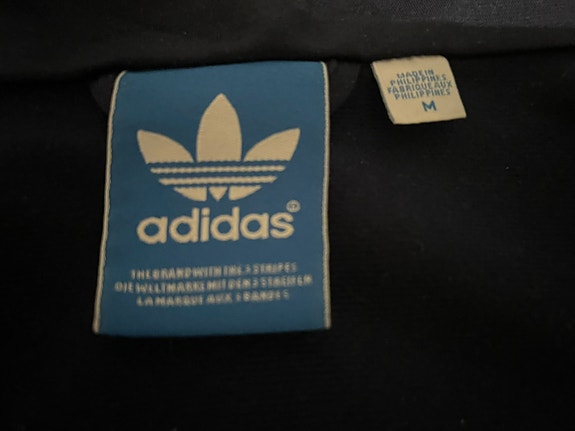 adidas
THE BRAND WITH THE 3 STRIPES
DIE WELTMARKE MIT DEN 3 STREIFEN
LA MARQUE AUX 3 BANDES
MADE IN
PHILIPPINES
FABRIQUE AUX
PHILIPPINES
M